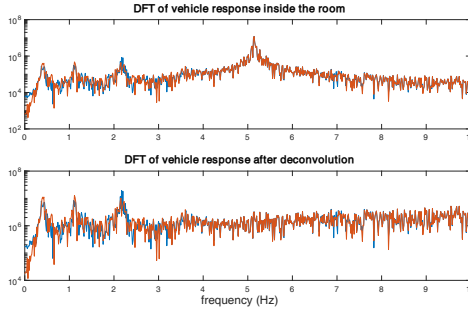 DFT of vehicle response inside the room
10^8
10^6
10^4
10^2
0 1 2 3 4 5 6 7 8 9 10
DFT of vehicle response after deconvolution
10^8
10^6
10^4
0 1 2 3 4 5 6 7 8 9 10
frequency (Hz)